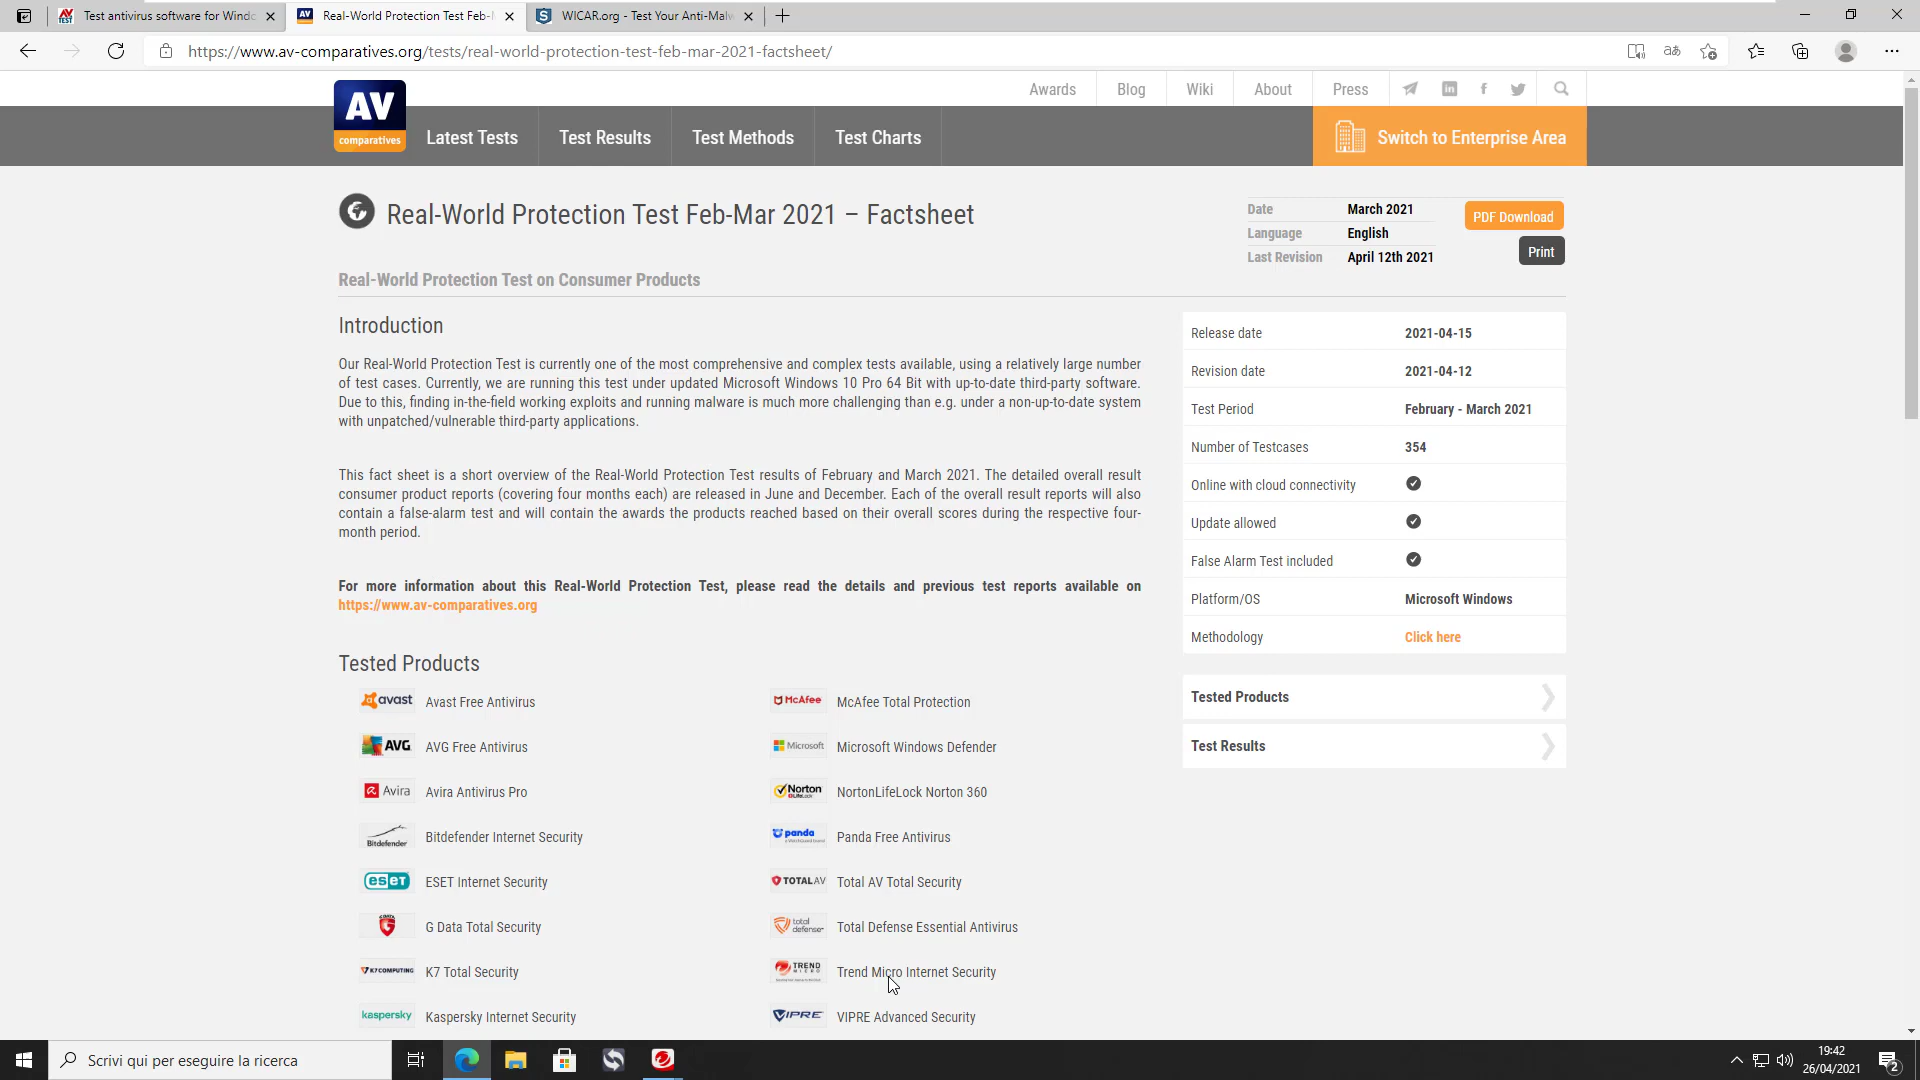 Test antivirus software for Windo
Real-World Protection Test Feb-M
WICAR.org - Test Your Anti-Malw
https://www.av-comparatives.org/tests/real-world-protection-test-feb-mar-2021-factsheet/
Awards
Blog
Wiki
About
Press
AV
comparatives
Latest Tests
Test Results
Test Methods
Test Charts
Switch to Enterprise Area
Real-World Protection Test Feb-Mar 2021 – Factsheet
Date March 2021
Language English
Last Revision April 12th 2021
PDF Download
Print
Real-World Protection Test on Consumer Products
Introduction
Our Real-World Protection Test is currently one of the most comprehensive and complex tests available, using a relatively large number
of test cases. Currently, we are running this test under updated Microsoft Windows 10 Pro 64 Bit with up-to-date third-party software.
Due to this, finding in-the-field working exploits and running malware is much more challenging than e.g. under a non-up-to-date system
with unpatched/vulnerable third-party applications.
This fact sheet is a short overview of the Real-World Protection Test results of February and March 2021. The detailed overall result
consumer product reports (covering four months each) are released in June and December. Each of the overall result reports will also
contain a false-alarm test and will contain the awards the products reached based on their overall scores during the respective four-
month period.
For more information about this Real-World Protection Test, please read the details and previous test reports available on
https://www.av-comparatives.org
Release date 2021-04-15
Revision date 2021-04-12
Test Period February - March 2021
Number of Testcases 354
Online with cloud connectivity
Update allowed
False Alarm Test included
Platform/OS Microsoft Windows
Methodology Click here
Tested Products
Test Results
Tested Products
avast Avast Free Antivirus
McAfee McAfee Total Protection
AVG AVG Free Antivirus
Microsoft Microsoft Windows Defender
Avira Avira Antivirus Pro
Norton NortonLifeLock Norton 360
Bitdefender Bitdefender Internet Security
panda Panda Free Antivirus
eset ESET Internet Security
TOTALAV Total AV Total Security
G Data Total Security
total defense Total Defense Essential Antivirus
K7 COMPUTING K7 Total Security
TREND MICRO Trend Micro Internet Security
kaspersky Kaspersky Internet Security
VIPRE VIPRE Advanced Security
Scrivi qui per eseguire la ricerca
19:42
26/04/2021
2